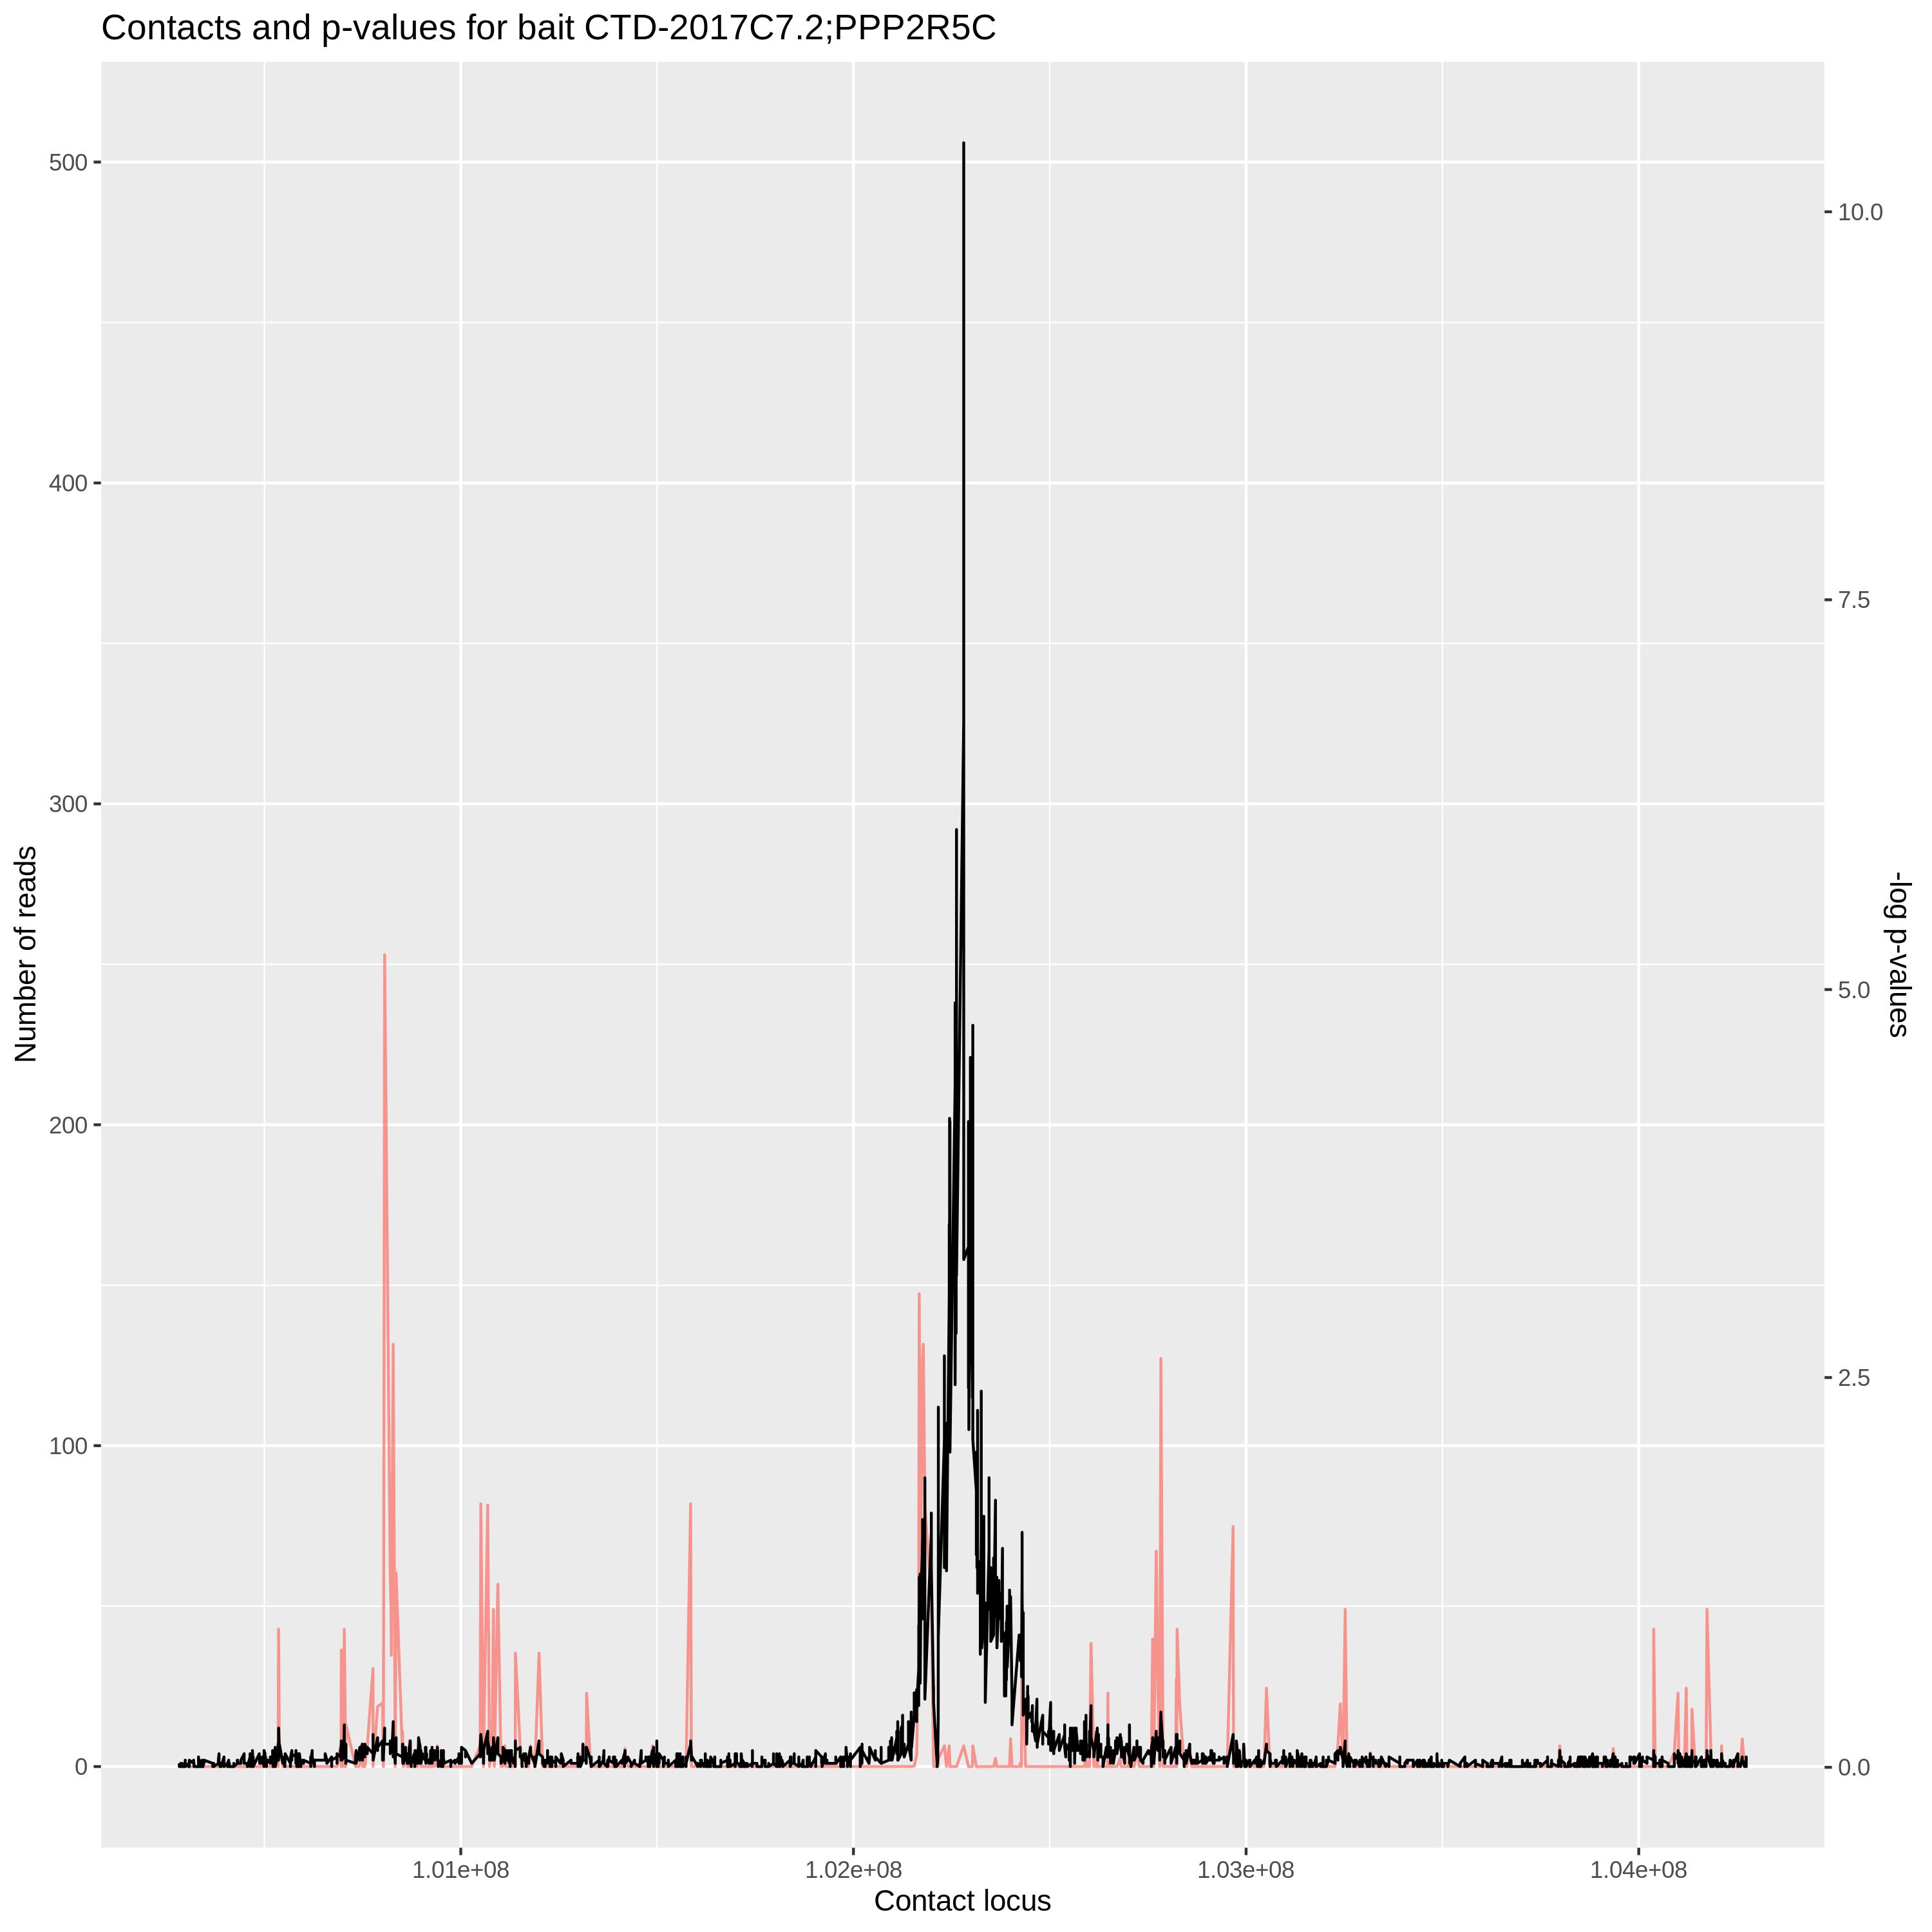 Contacts and p-values for bait CTD-2017C7.2;PPP2R5C
500
400
300
200
100
0
Number of reads
10.0
7.5
5.0
2.5
0.0
-log p-values
1.01e+08 1.02e+08 1.03e+08 1.04e+08
Contact locus